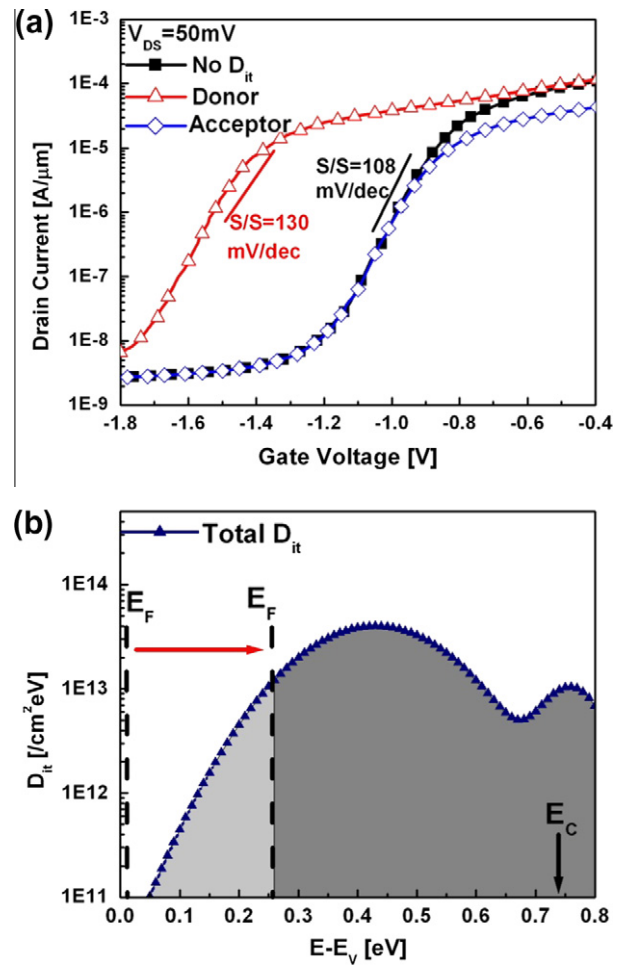 (a)
V_DS=50mV
No D_it
Donor
Acceptor
S/S=108
mV/dec
S/S=130
mV/dec
1E-3
1E-4
1E-5
1E-6
1E-7
1E-8
1E-9
Drain Current [A/µm]
-1.8 -1.6 -1.4 -1.2 -1.0 -0.8 -0.6 -0.4
Gate Voltage [V]
(b)
Total D_it
E_F E_F
E_C
1E14
1E13
1E12
1E11
D_it [/cm²eV]
0.0 0.1 0.2 0.3 0.4 0.5 0.6 0.7 0.8
E-E_V [eV]